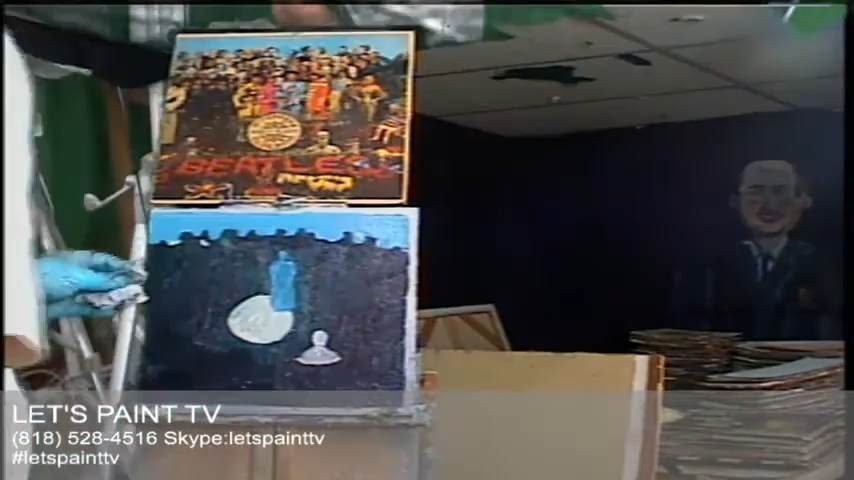 BEATLES
LET'S PAINT TV
(818) 528-4516 Skype:letspainttv
#letspainttv